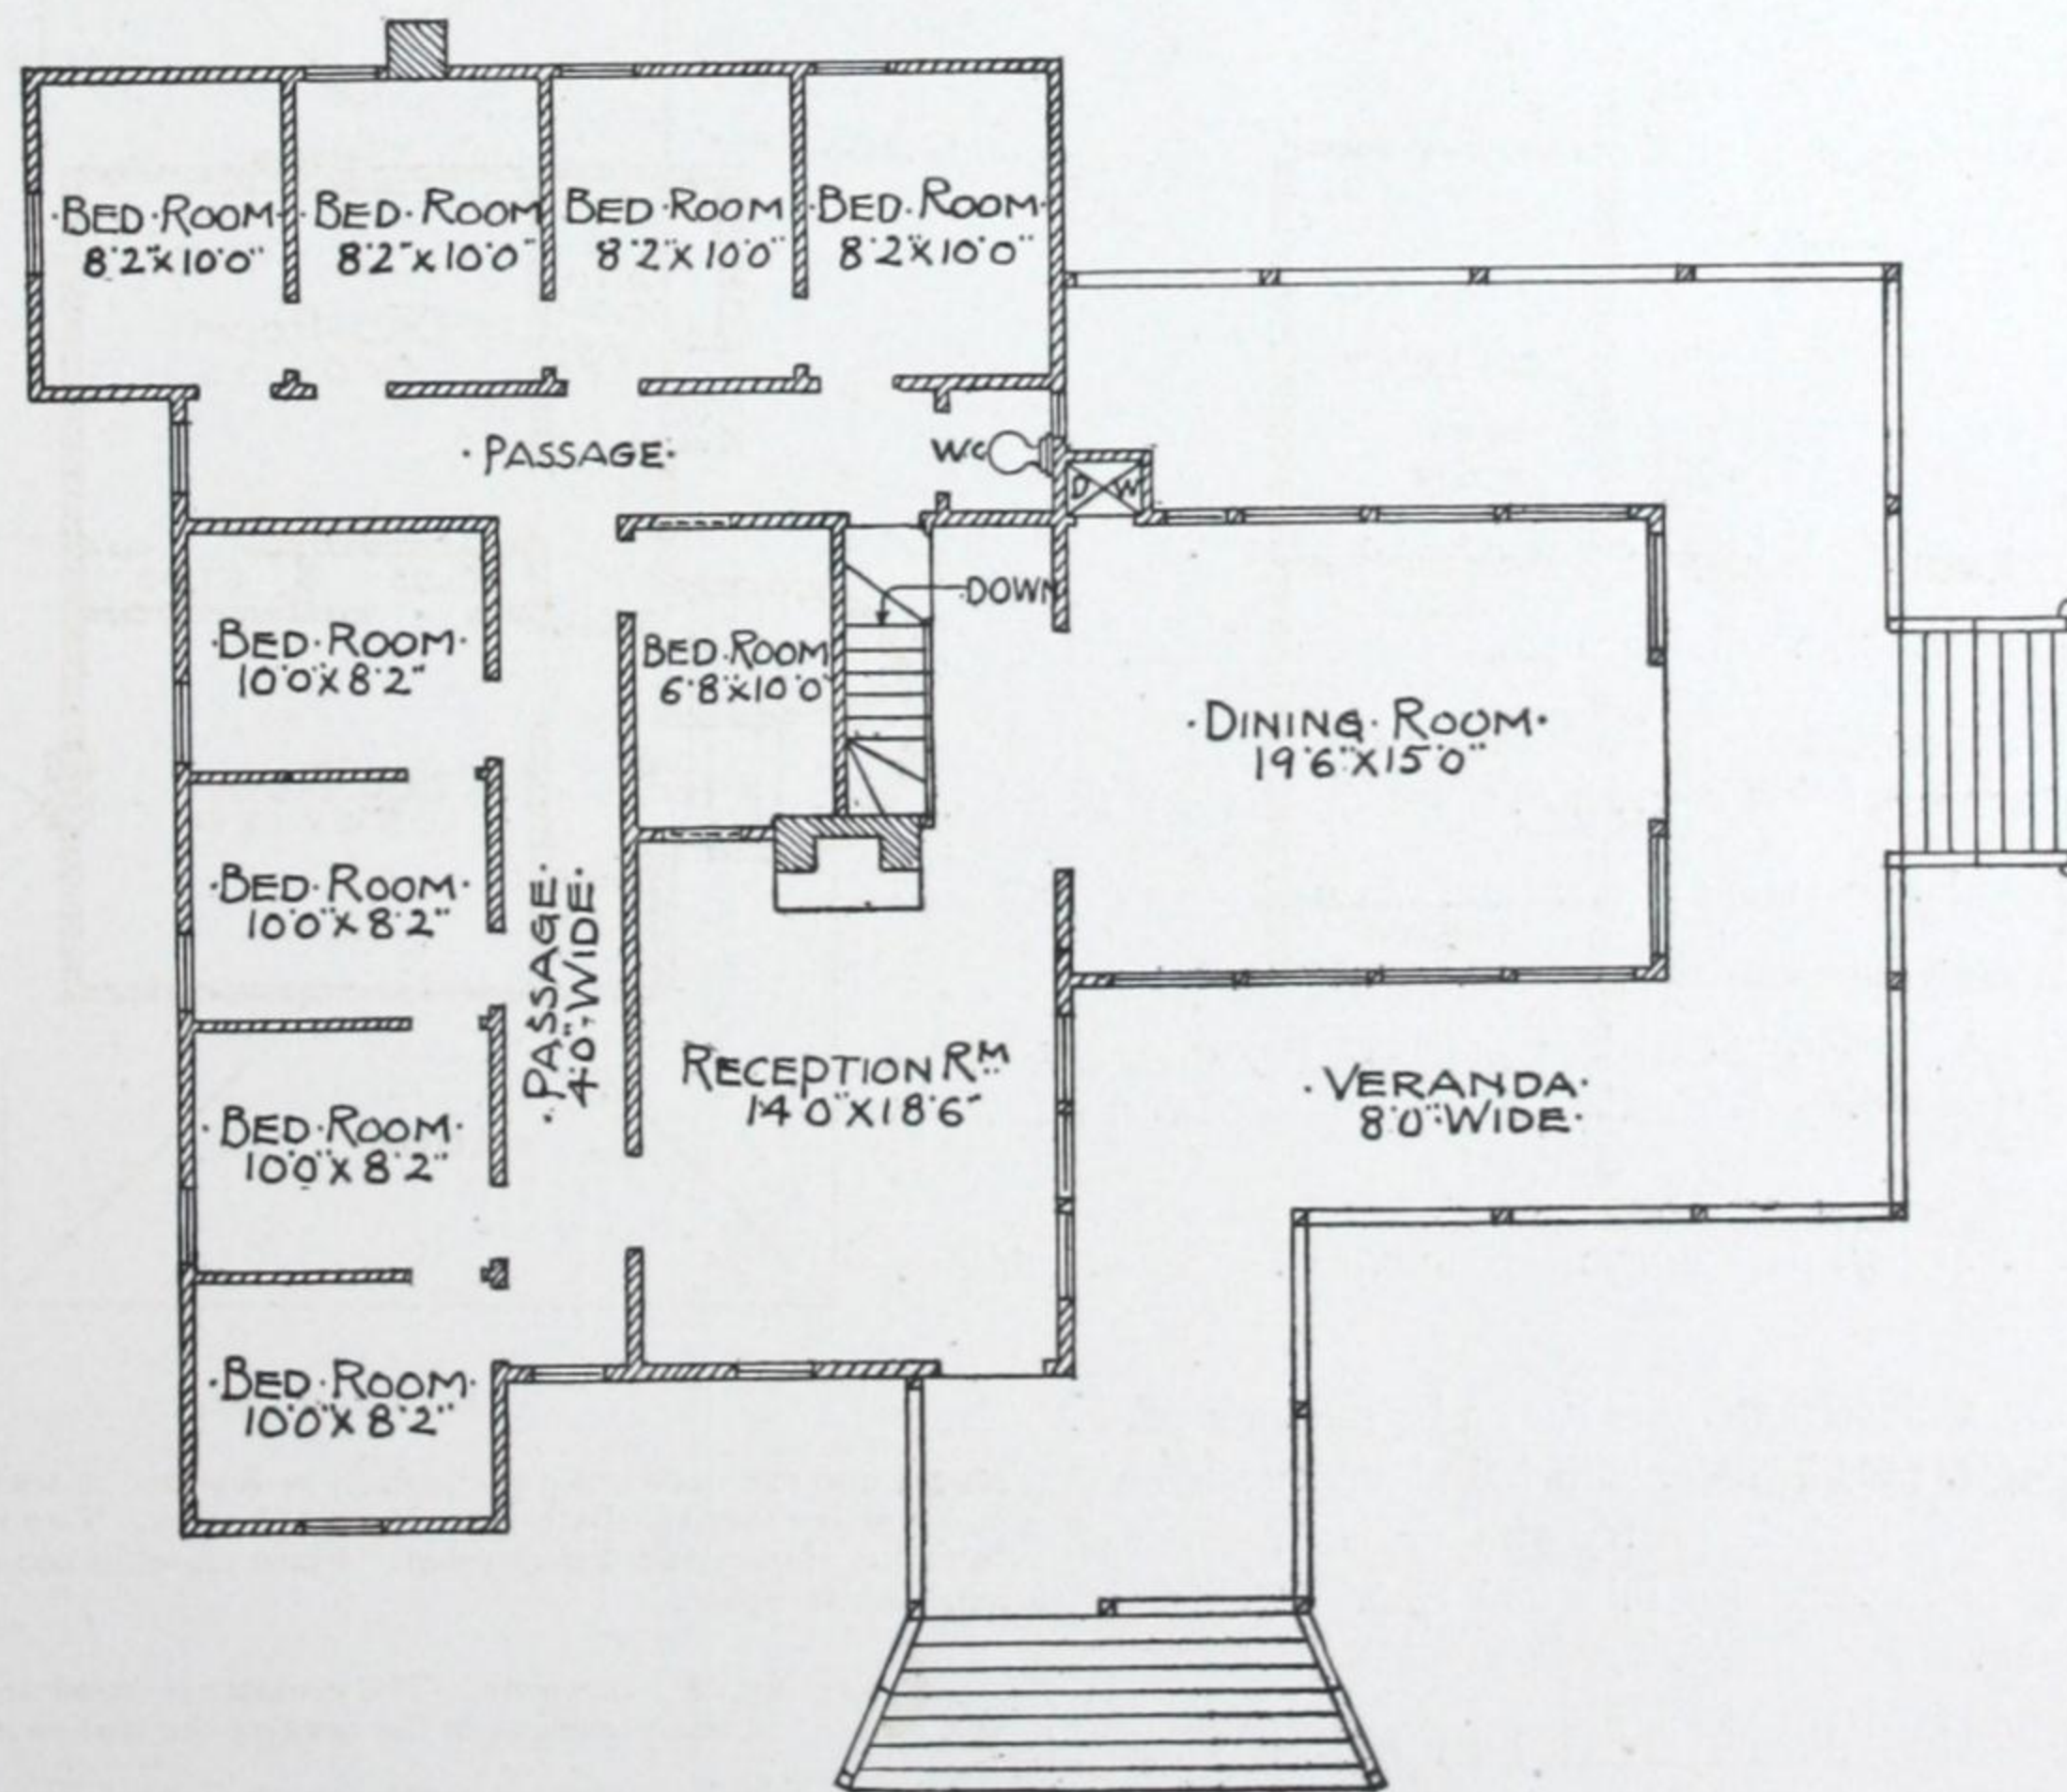 ·BED·ROOM·
8'2"X10'0"
·BED·ROOM
8'2"X10'0"
BED·ROOM
8'2"X10'0"
·BED·ROOM·
8'2"X10'0"
·PASSAGE·
WC
D W
DOWN
·BED·ROOM·
10'0"X8'2"
BED·ROOM
6'8"X10'0"
·DINING·ROOM·
19'6"X15'0"
·BED·ROOM·
10'0"X8'2"
·PASSAGE·
4'0"·WIDE·
RECEPTION RM
14'0"X18'6"
·VERANDA·
8'0"·WIDE·
·BED·ROOM·
10'0"X8'2"
·BED·ROOM·
10'0"X8'2"